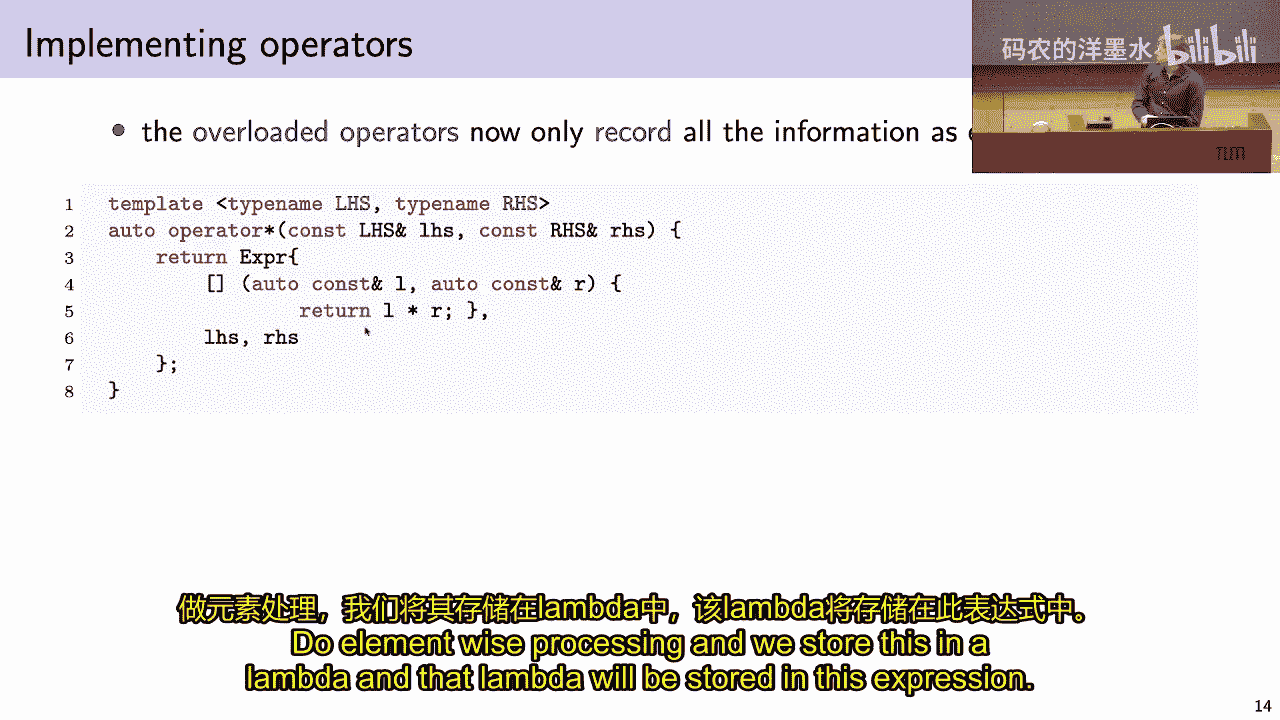 Implementing operators
码农的洋墨水 bilibili
TUM
● the overloaded operators now only record all the information as e
1 template <typename LHS, typename RHS>
2 auto operator*(const LHS& lhs, const RHS& rhs) {
3 return Expr{
4 [] (auto const& l, auto const& r) {
5 return l * r; },
6 lhs, rhs
7 };
8 }
做元素处理，我们将其存储在lambda中，该lambda将存储在此表达式中。
Do element wise processing and we store this in a
lambda and that lambda will be stored in this expression.
14